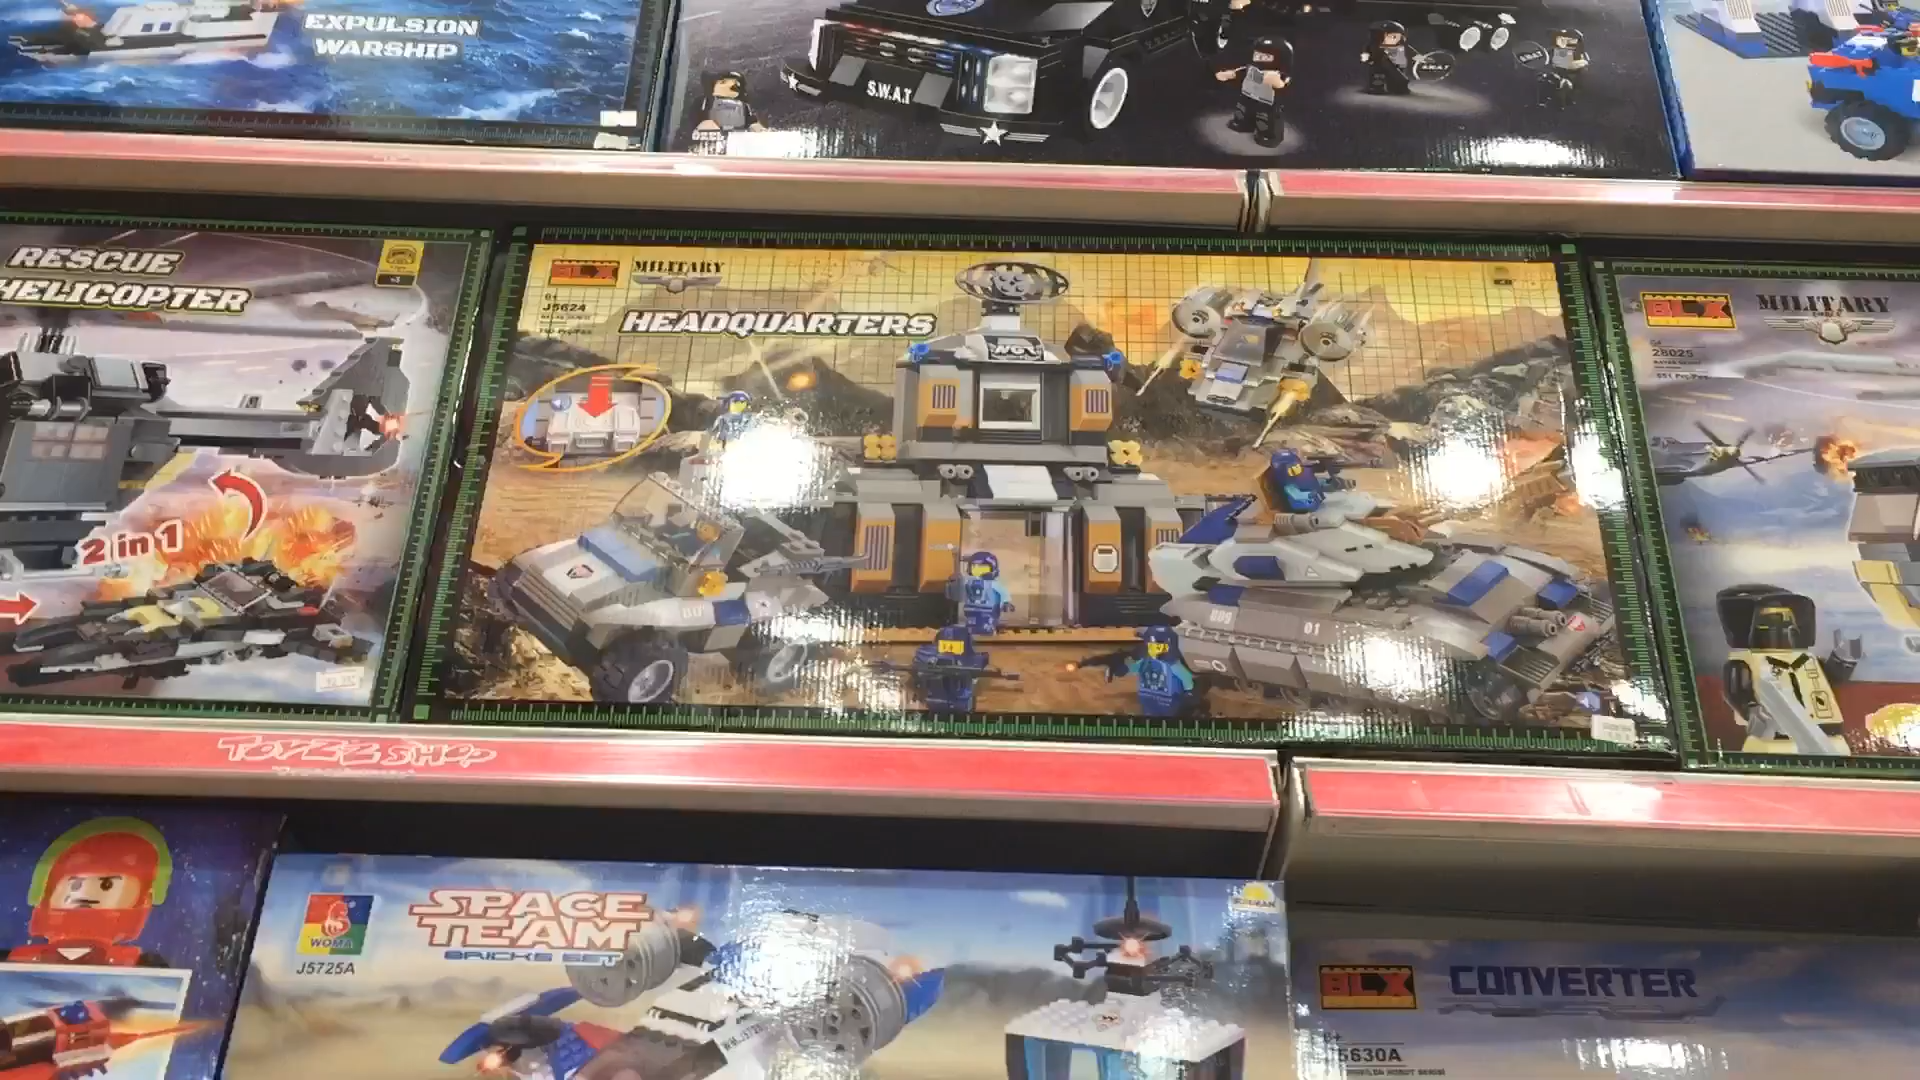 EXPULSION
WARSHIP
S.W.A.T
RESCUE
HELICOPTER
2 in 1
BLX MILITARY
J5624
HEADQUARTERS
BLX MILITARY
28025
TOYZZ SHOP
WOMA
J5725A
SPACE
TEAM
BRICKS SET
BLX CONVERTER
5630A